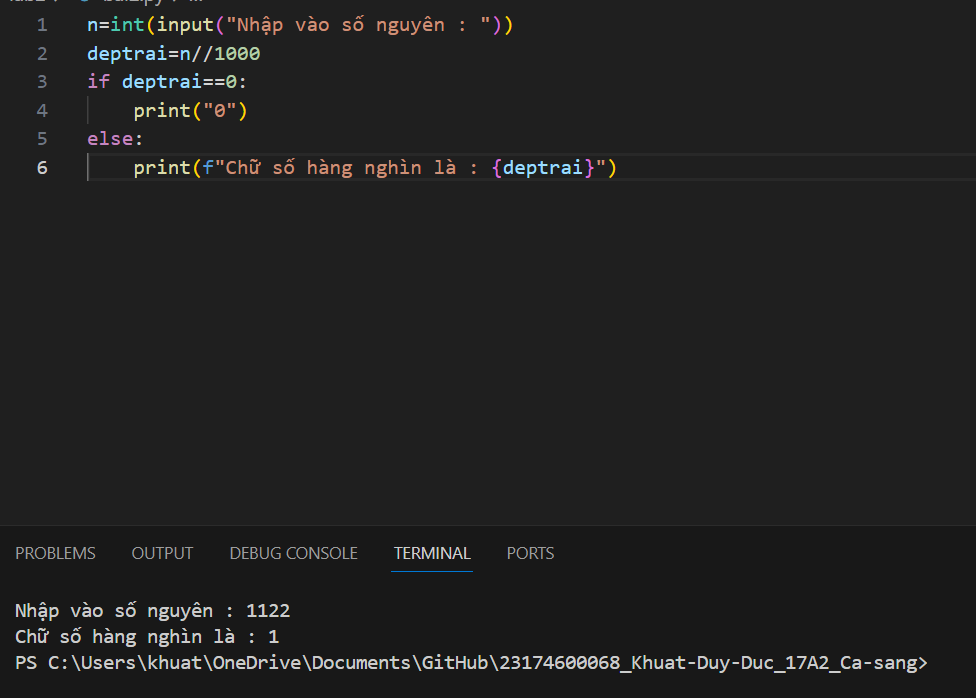 1 n=int(input("Nhập vào số nguyên : "))
2 deptrai=n//1000
3 if deptrai==0:
4 print("0")
5 else:
6 print(f"Chữ số hàng nghìn là : {deptrai}")
PROBLEMS OUTPUT DEBUG CONSOLE TERMINAL PORTS
Nhập vào số nguyên : 1122
Chữ số hàng nghìn là : 1
PS C:\Users\khuat\OneDrive\Documents\GitHub\23174600068_Khuat-Duy-Duc_17A2_Ca-sang>